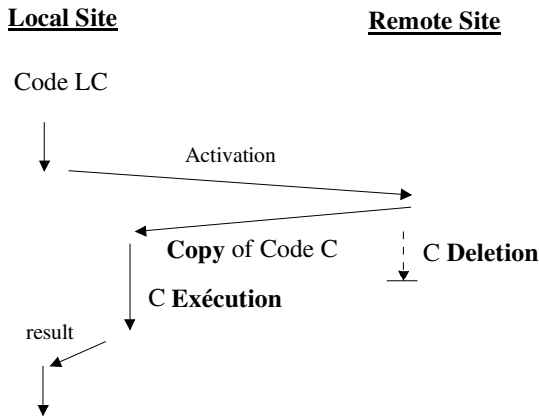 Local Site
Remote Site
Code LC
Activation
Copy of Code C
C Deletion
C Exécution
result